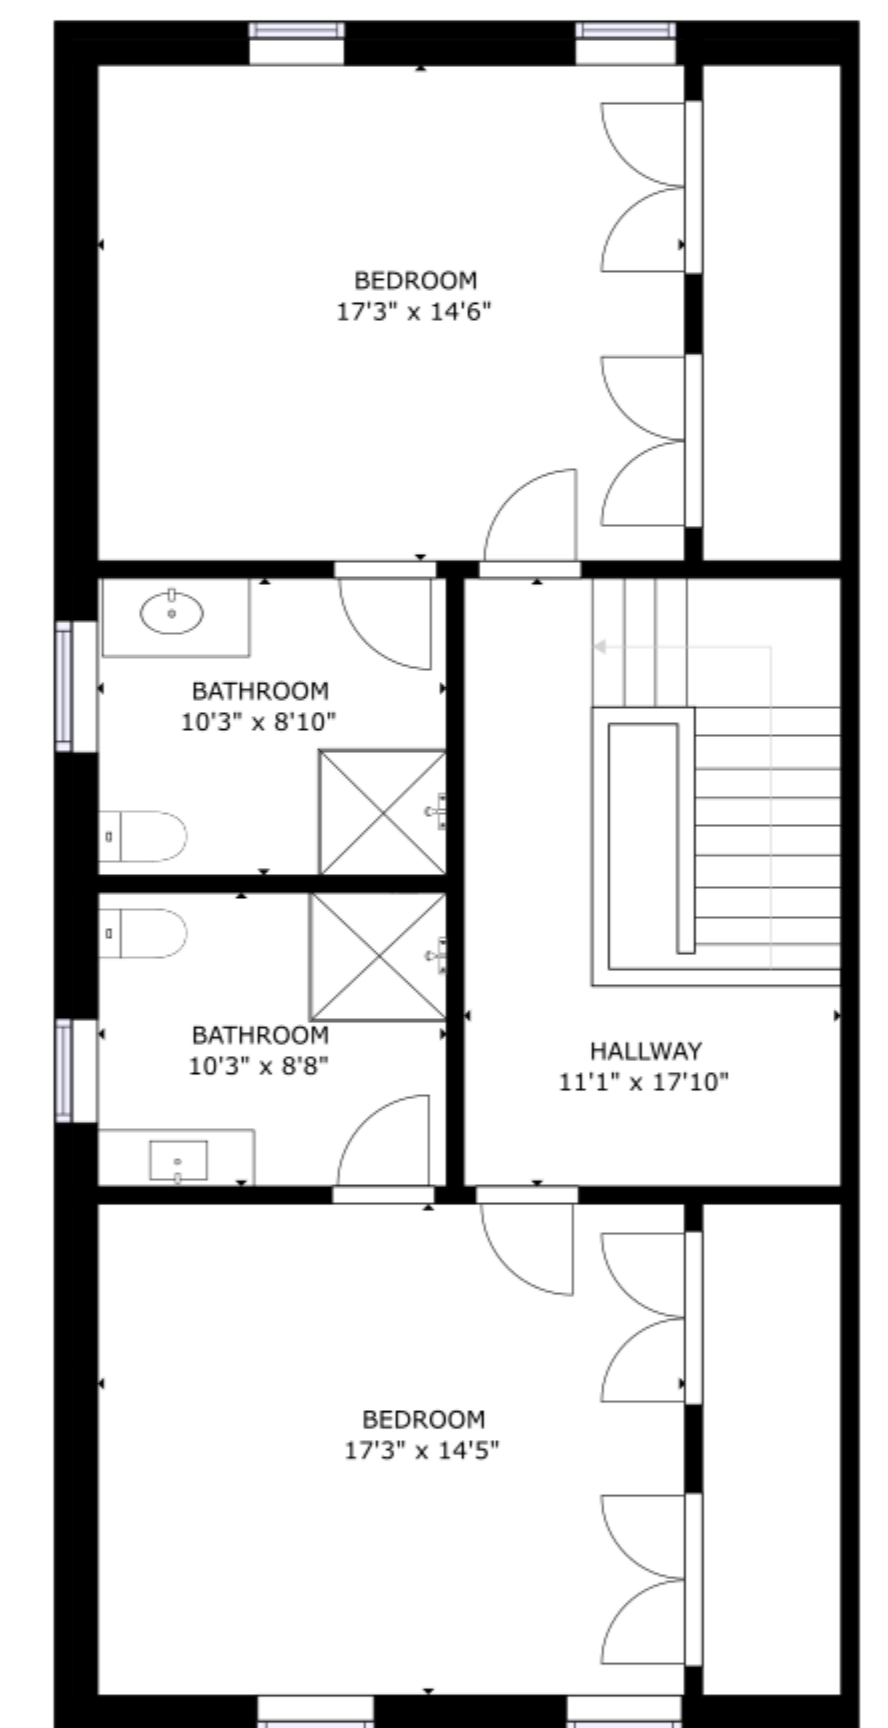 BEDROOM
17'3" x 14'6"
BATHROOM
10'3" x 8'10"
BATHROOM
10'3" x 8'8"
HALLWAY
11'1" x 17'10"
BEDROOM
17'3" x 14'5"